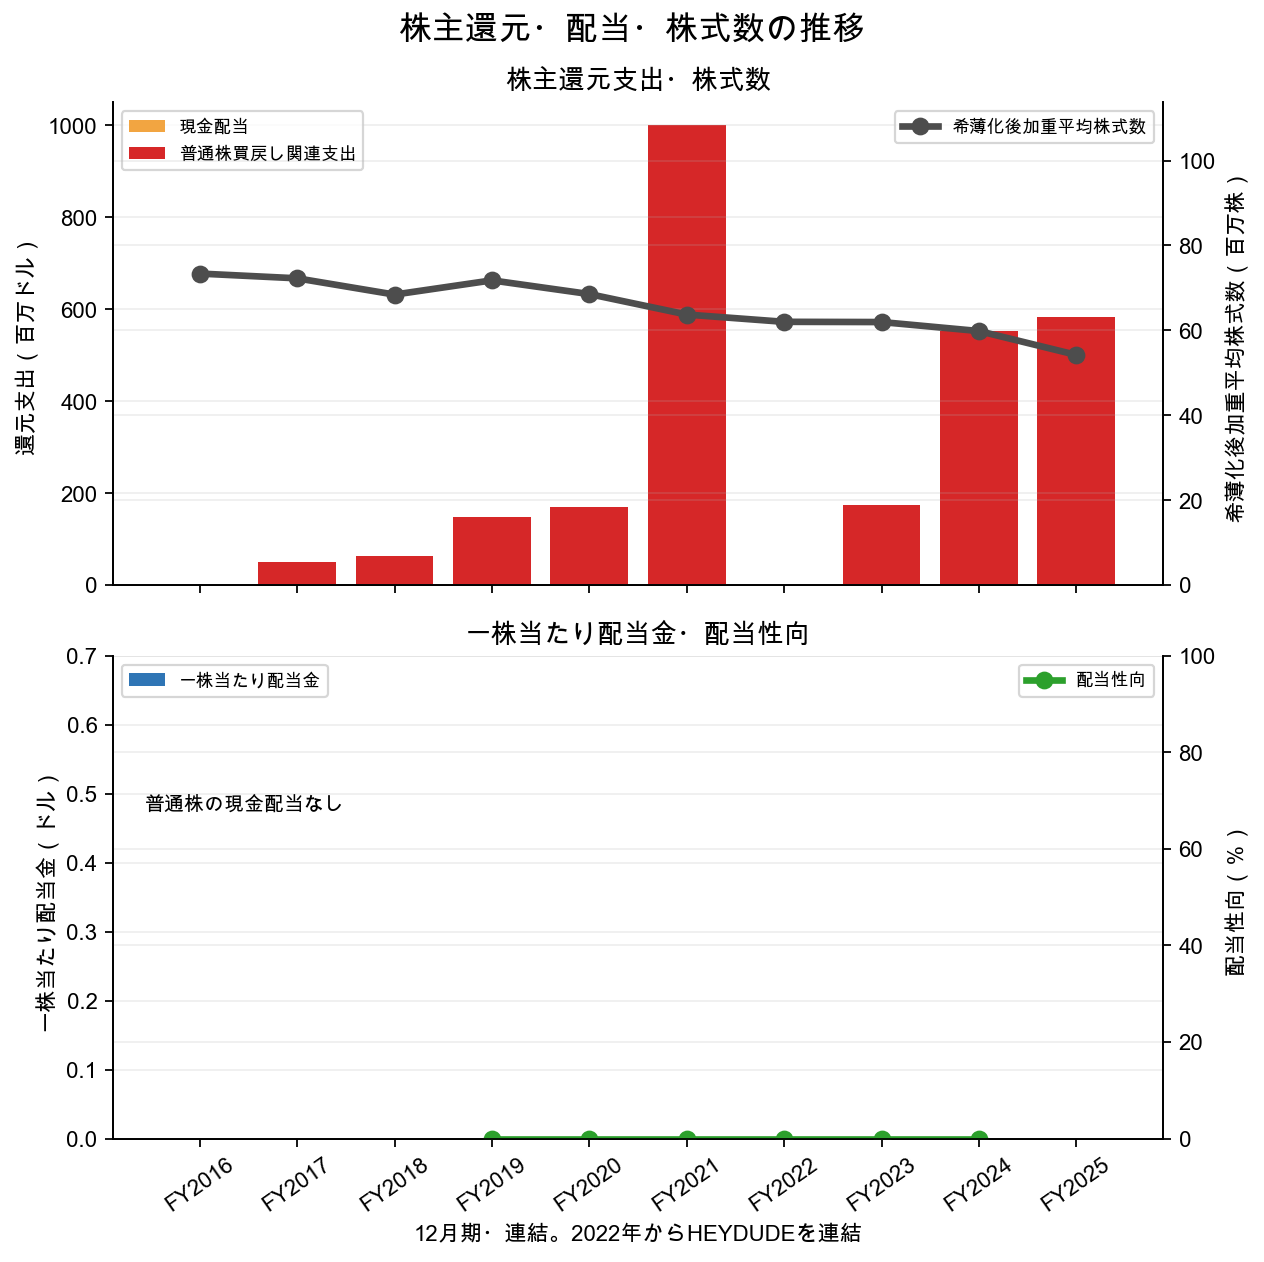 株主還元・配当・株式数の推移
株主還元支出・株式数
現金配当
普通株買戻し関連支出
希薄化後加重平均株式数
還元支出（百万ドル）
1000
800
600
400
200
0
100
80
60
40
20
0
希薄化後加重平均株式数（百万株）
一株当たり配当金・配当性向
一株当たり配当金
配当性向
普通株の現金配当なし
一株当たり配当金（ドル）
0.7
0.6
0.5
0.4
0.3
0.2
0.1
0.0
100
80
60
40
20
0
配当性向（%）
FY2016
FY2017
FY2018
FY2019
FY2020
FY2021
FY2022
FY2023
FY2024
FY2025
12月期・連結。2022年からHEYDUDEを連結